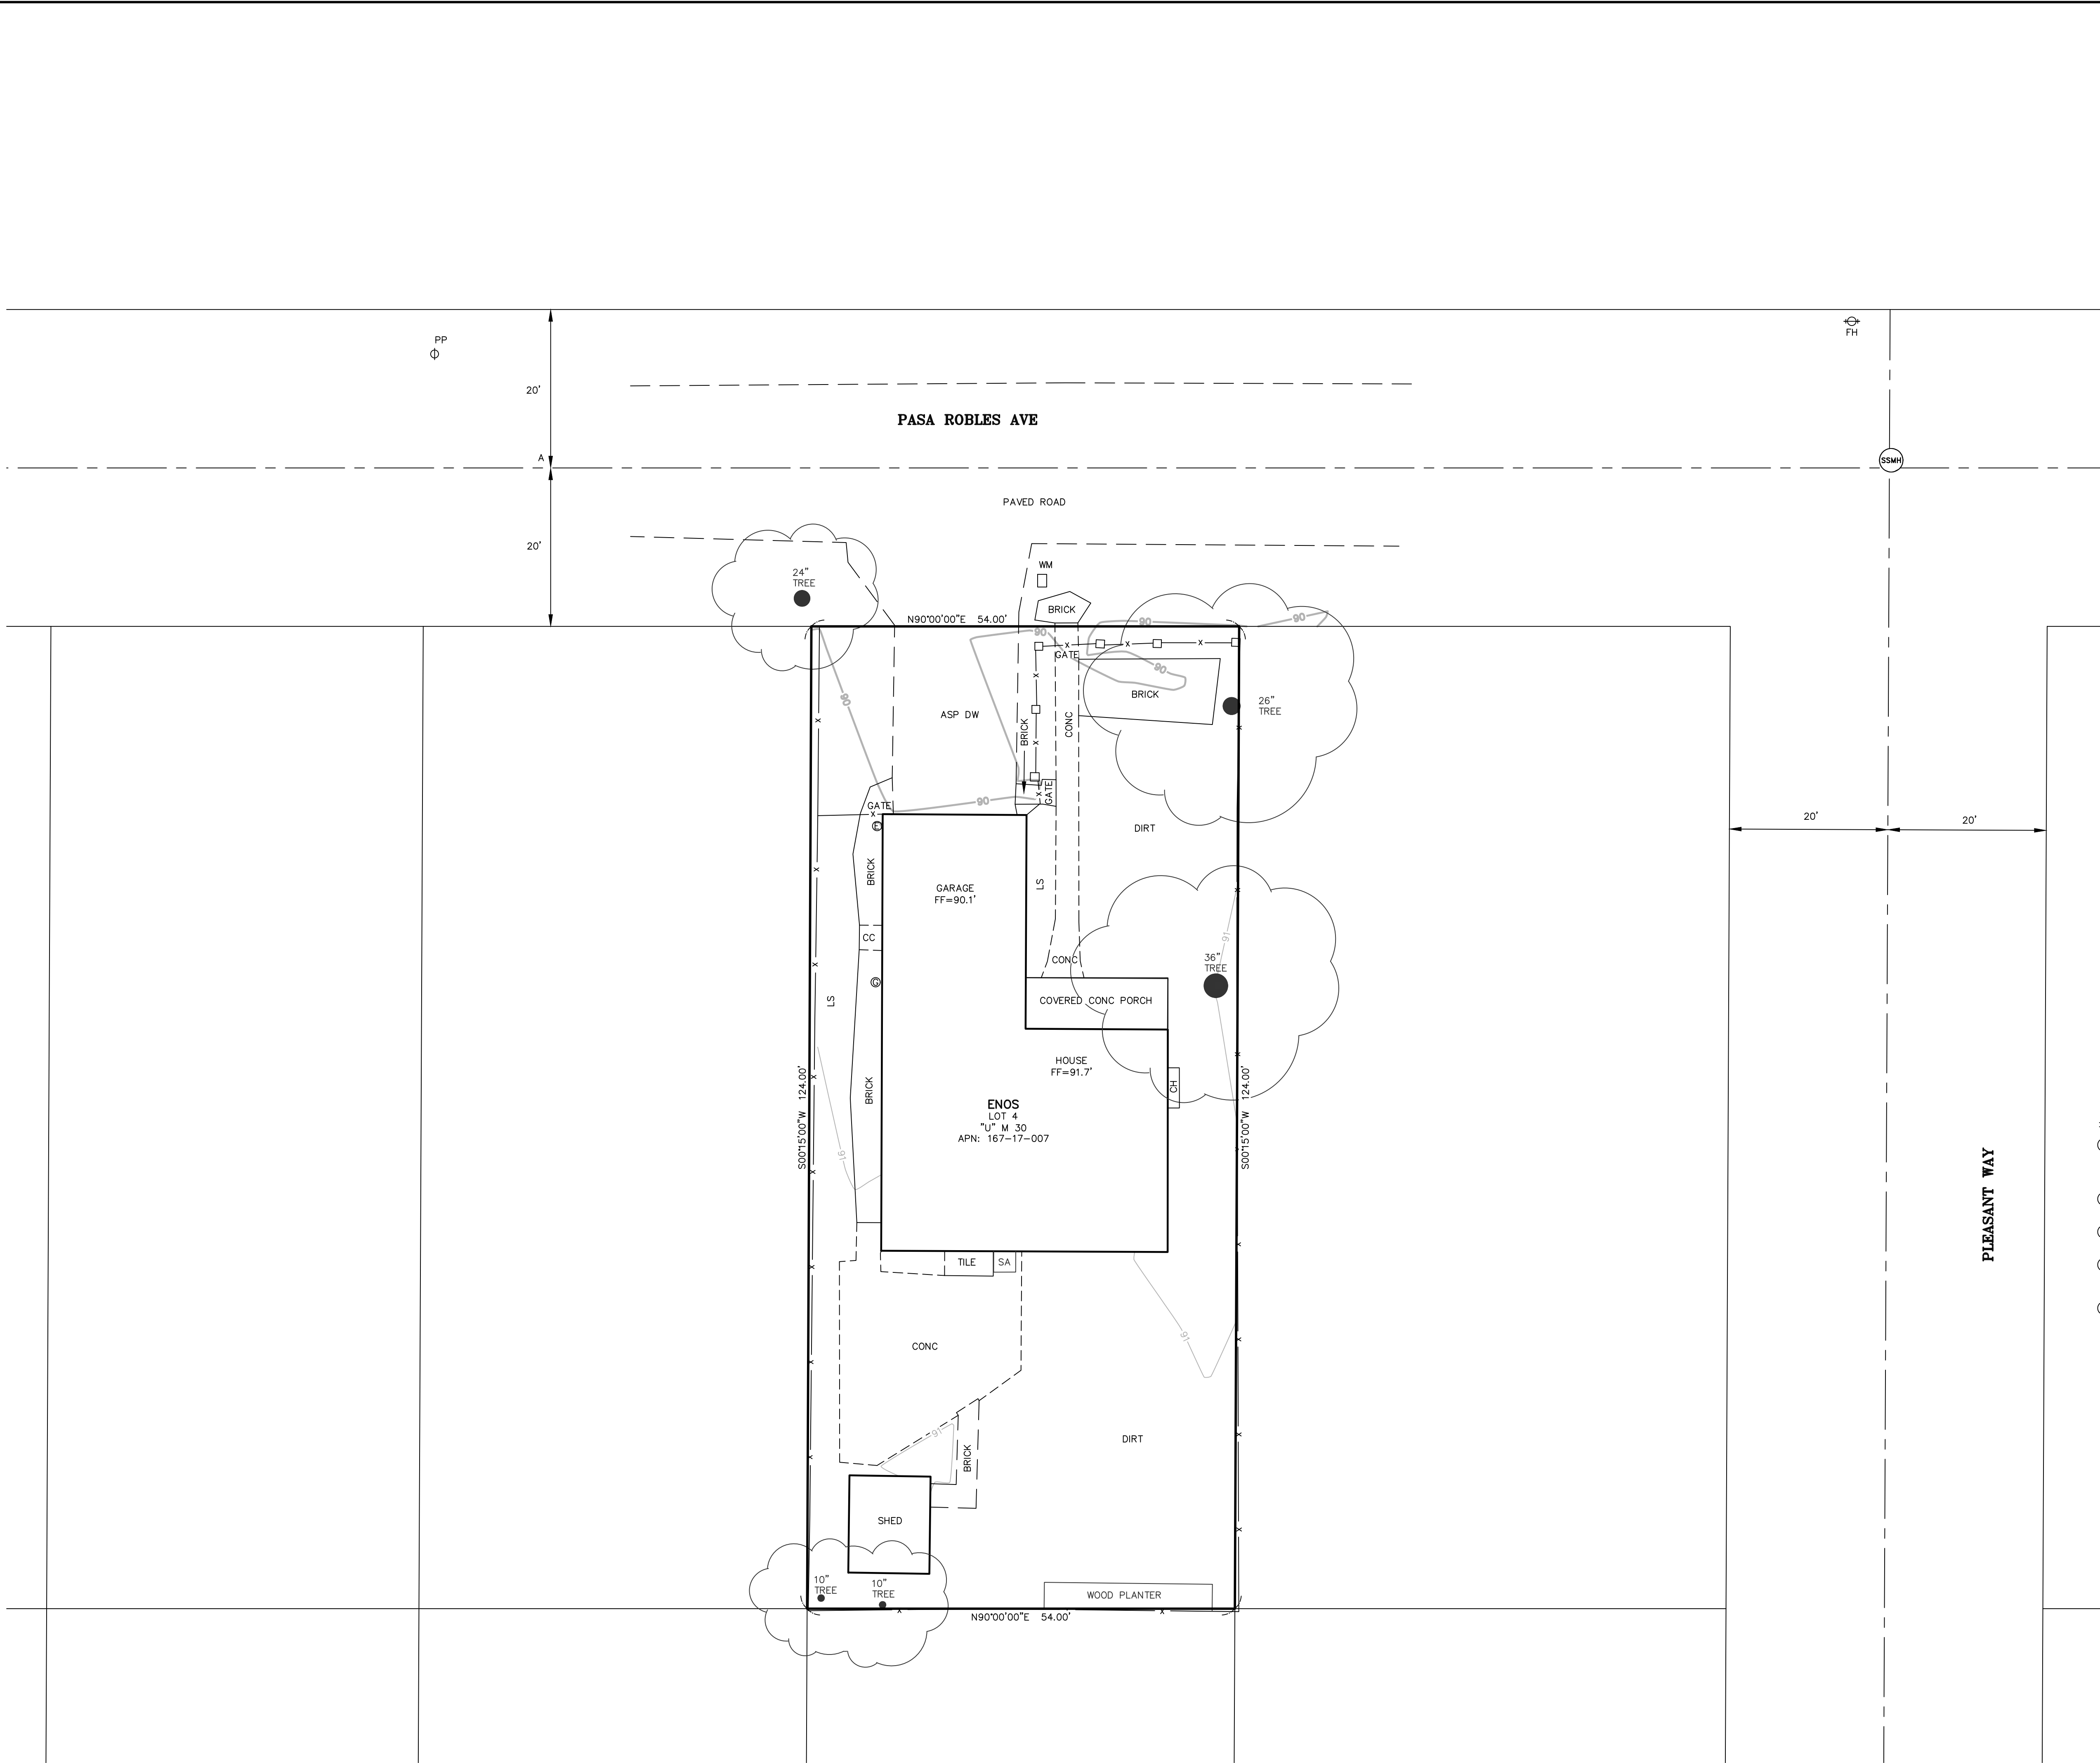 PP
FH
20'
PASA ROBLES AVE
A
SSMH
PAVED ROAD
20'
WM
24"
TREE
BRICK
N90°00'00"E 54.00'
90
90
90
GATE
90
90
BRICK
26"
TREE
ASP DW
BRICK
CONC
GATE
90
GATE
E
DIRT
20'
20'
BRICK
GARAGE
FF=90.1'
LS
CC
91
CONC
36"
TREE
G
LS
COVERED CONC PORCH
HOUSE
FF=91.7'
S00°15'00"W 124.00'
BRICK
CH
S00°15'00"W 124.00'
ENOS
LOT 4
"U" M 30
APN: 167-17-007
91
PLEASANT WAY
TILE
SA
91
CONC
91
BRICK
DIRT
SHED
10"
TREE
10"
TREE
WOOD PLANTER
N90°00'00"E 54.00'